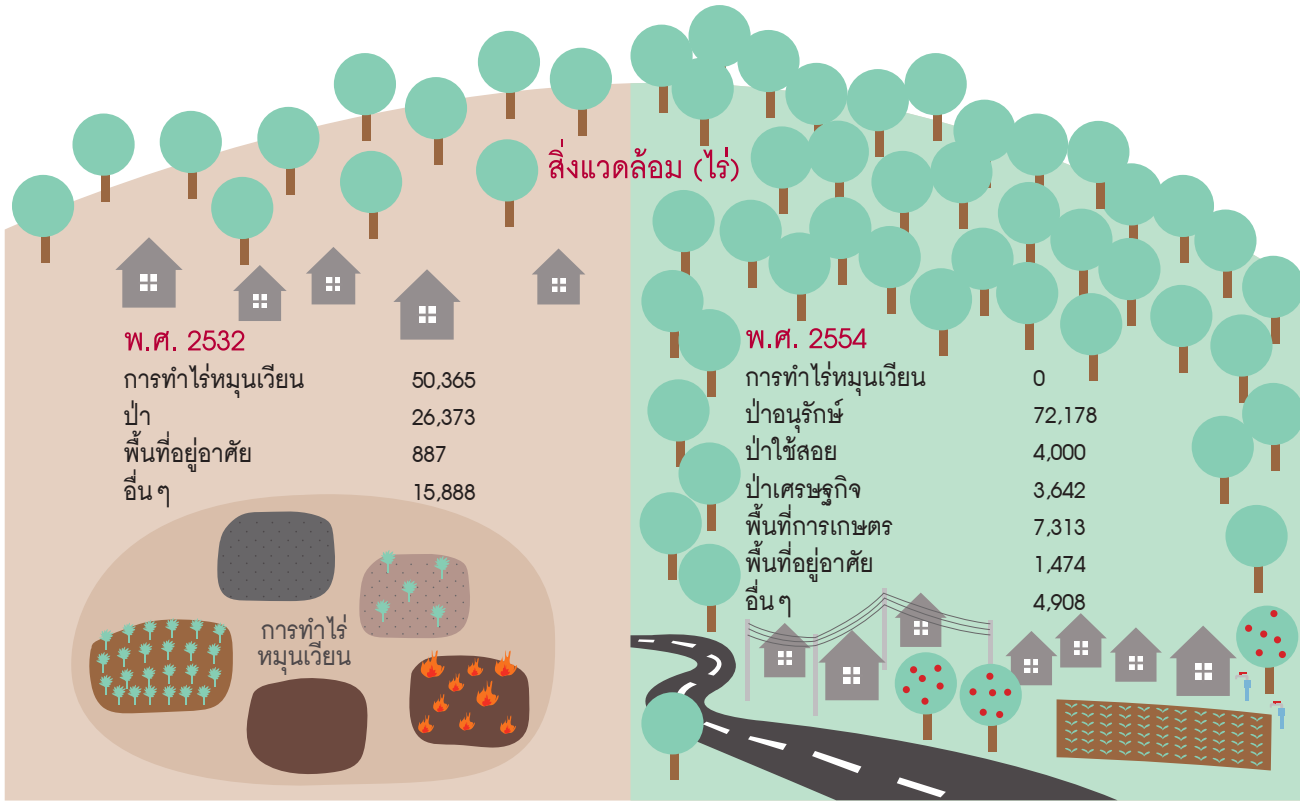 สิ่งแวดล้อม (ไร่)
พ.ศ. 2532
การทำไร่หมุนเวียน 50,365
ป่า 26,373
พื้นที่อยู่อาศัย 887
อื่น ๆ 15,888
การทำไร่
หมุนเวียน
พ.ศ. 2554
การทำไร่หมุนเวียน 0
ป่าอนุรักษ์ 72,178
ป่าใช้สอย 4,000
ป่าเศรษฐกิจ 3,642
พื้นที่การเกษตร 7,313
พื้นที่อยู่อาศัย 1,474
อื่น ๆ 4,908